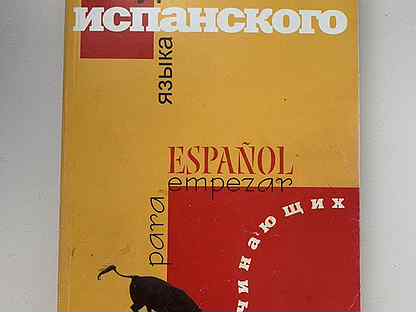 испанского
языка
ESPAÑOL
para empezar
чинающих